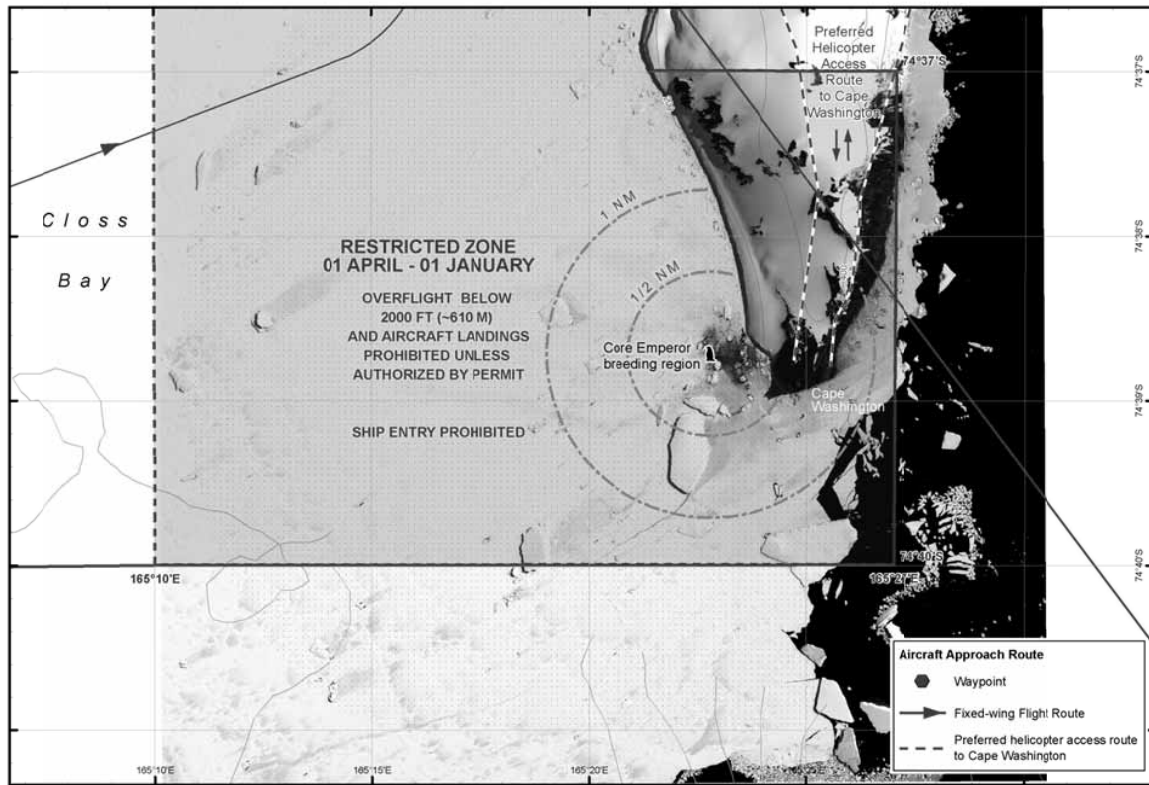 Preferred
Helicopter
Access
Route
to Cape
Washington
74°37'S
74°37'S
Closs
Bay
1 NM
74°38'S
RESTRICTED ZONE
01 APRIL - 01 JANUARY
1/2 NM
OVERFLIGHT BELOW
2000 FT (~610 M)
AND AIRCRAFT LANDINGS
PROHIBITED UNLESS
AUTHORIZED BY PERMIT
Core Emperor
breeding region
Cape
Washington
74°39'S
SHIP ENTRY PROHIBITED
74°40'S
74°40'S
165°10'E
165°27'E
Aircraft Approach Route
Waypoint
Fixed-wing Flight Route
Preferred helicopter access route
to Cape Washington
165°10'E
165°15'E
165°20'E
165°25'E